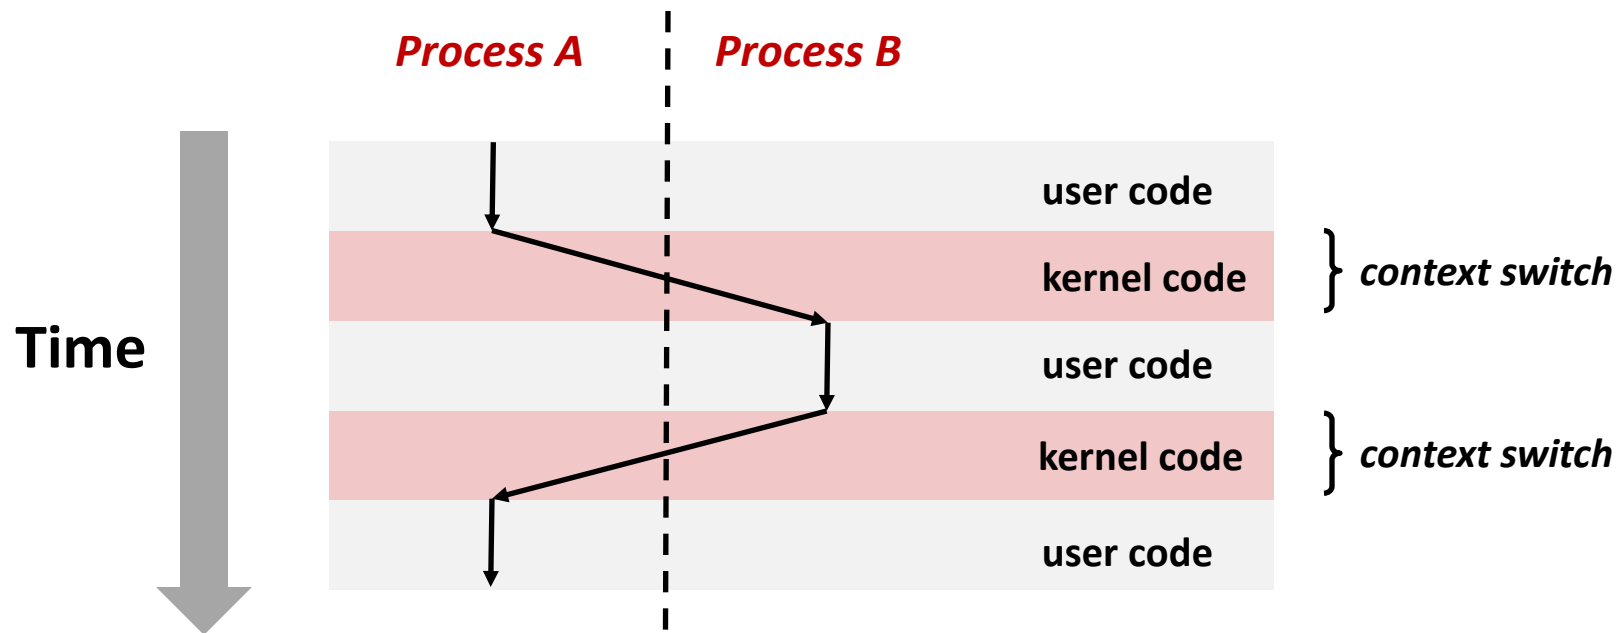 Process A
Process B
user code
kernel code
context switch
Time
user code
kernel code
context switch
user code